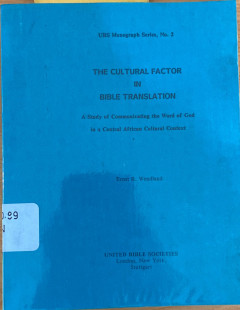 UBS Monograph Series, No. 2
THE CULTURAL FACTOR
IN
BIBLE TRANSLATION
A Study of Communicating the Word of God
in a Central African Cultural Context
Ernst R. Wendland
UNITED BIBLE SOCIETIES
London, New York,
Stuttgart